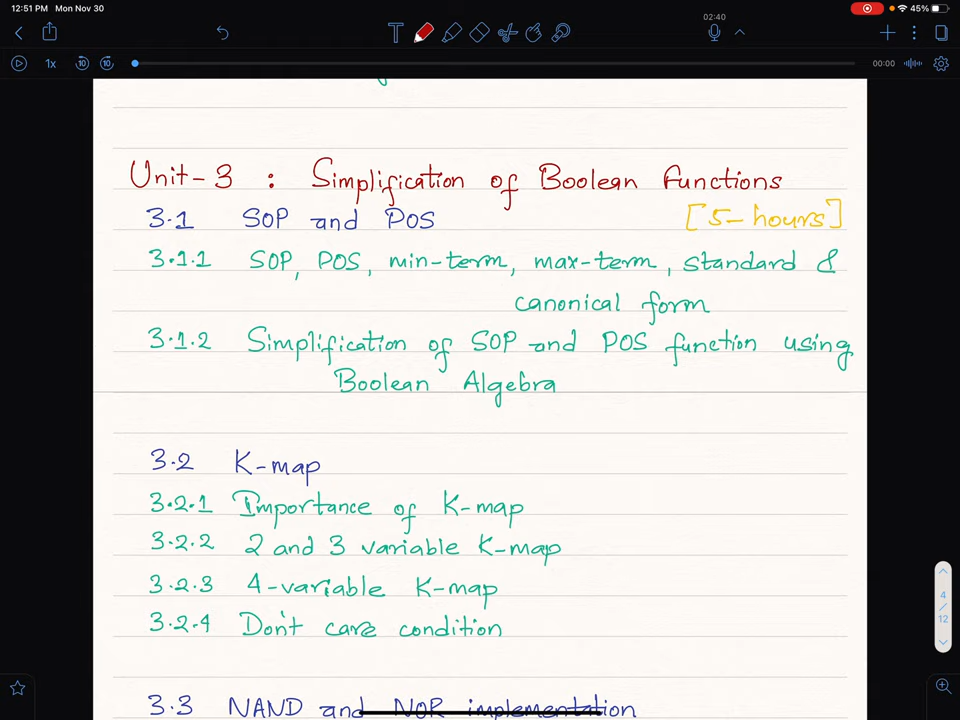 12:51 PM Mon Nov 30
45%
02:40
1x
10
10
00:00
Unit-3 : Simplification of Boolean Functions
3.1 SOP and POS [5-hours]
3.1.1 SOP, POS, min-term, max-term, standard &
canonical form
3.1.2 Simplification of SOP and POS function using
Boolean Algebra
3.2 K-map
3.2.1 Importance of K-map
3.2.2 2 and 3 variable K-map
3.2.3 4-variable K-map
3.2.4 Don't care condition
3.3 NAND and NOR implementation
4
/
12